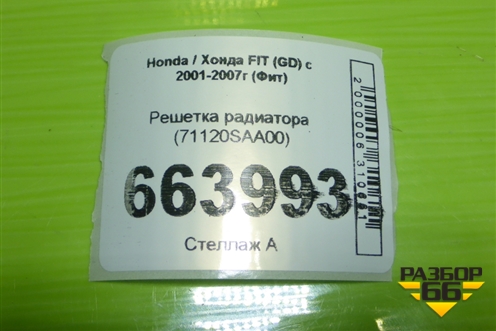 Honda / Хонда FIT (GD) с
2001-2007г (Фит)
Решетка радиатора
(71120SAA00)
663993
Стеллаж А
РАЗБОР
66